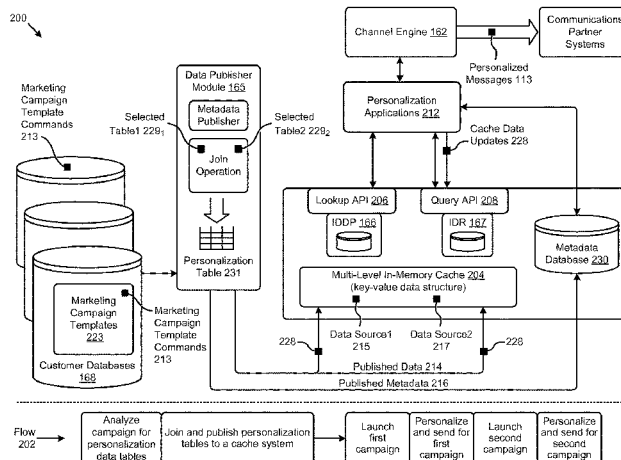 200
Channel Engine 162
Communications
Partner
Systems
Personalized
Messages 113
Marketing
Campaign
Template
Commands
213
Data Publisher
Module 165
Metadata
Publisher
Selected
Table1 229₁
Selected
Table2 229₂
Join
Operation
Personalization
Table 231
Personalization
Applications 212
Cache Data
Updates 228
Lookup API 206
Query API 208
IDDP 166
IDR 167
Metadata
Database 230
Multi-Level In-Memory Cache 204
(key-value data structure)
Data Source1
215
Data Source2
217
Marketing
Campaign
Templates
223
Marketing
Campaign
Template
Commands
213
Customer Databases
168
228
228
Published Data 214
Published Metadata 216
Flow
202
Analyze
campaign for
personalization
data tables
Join and publish personalization
tables to a cache system
Launch
first
campaign
Personalize
and send for
first
campaign
Launch
second
campaign
Personalize
and send for
second
campaign